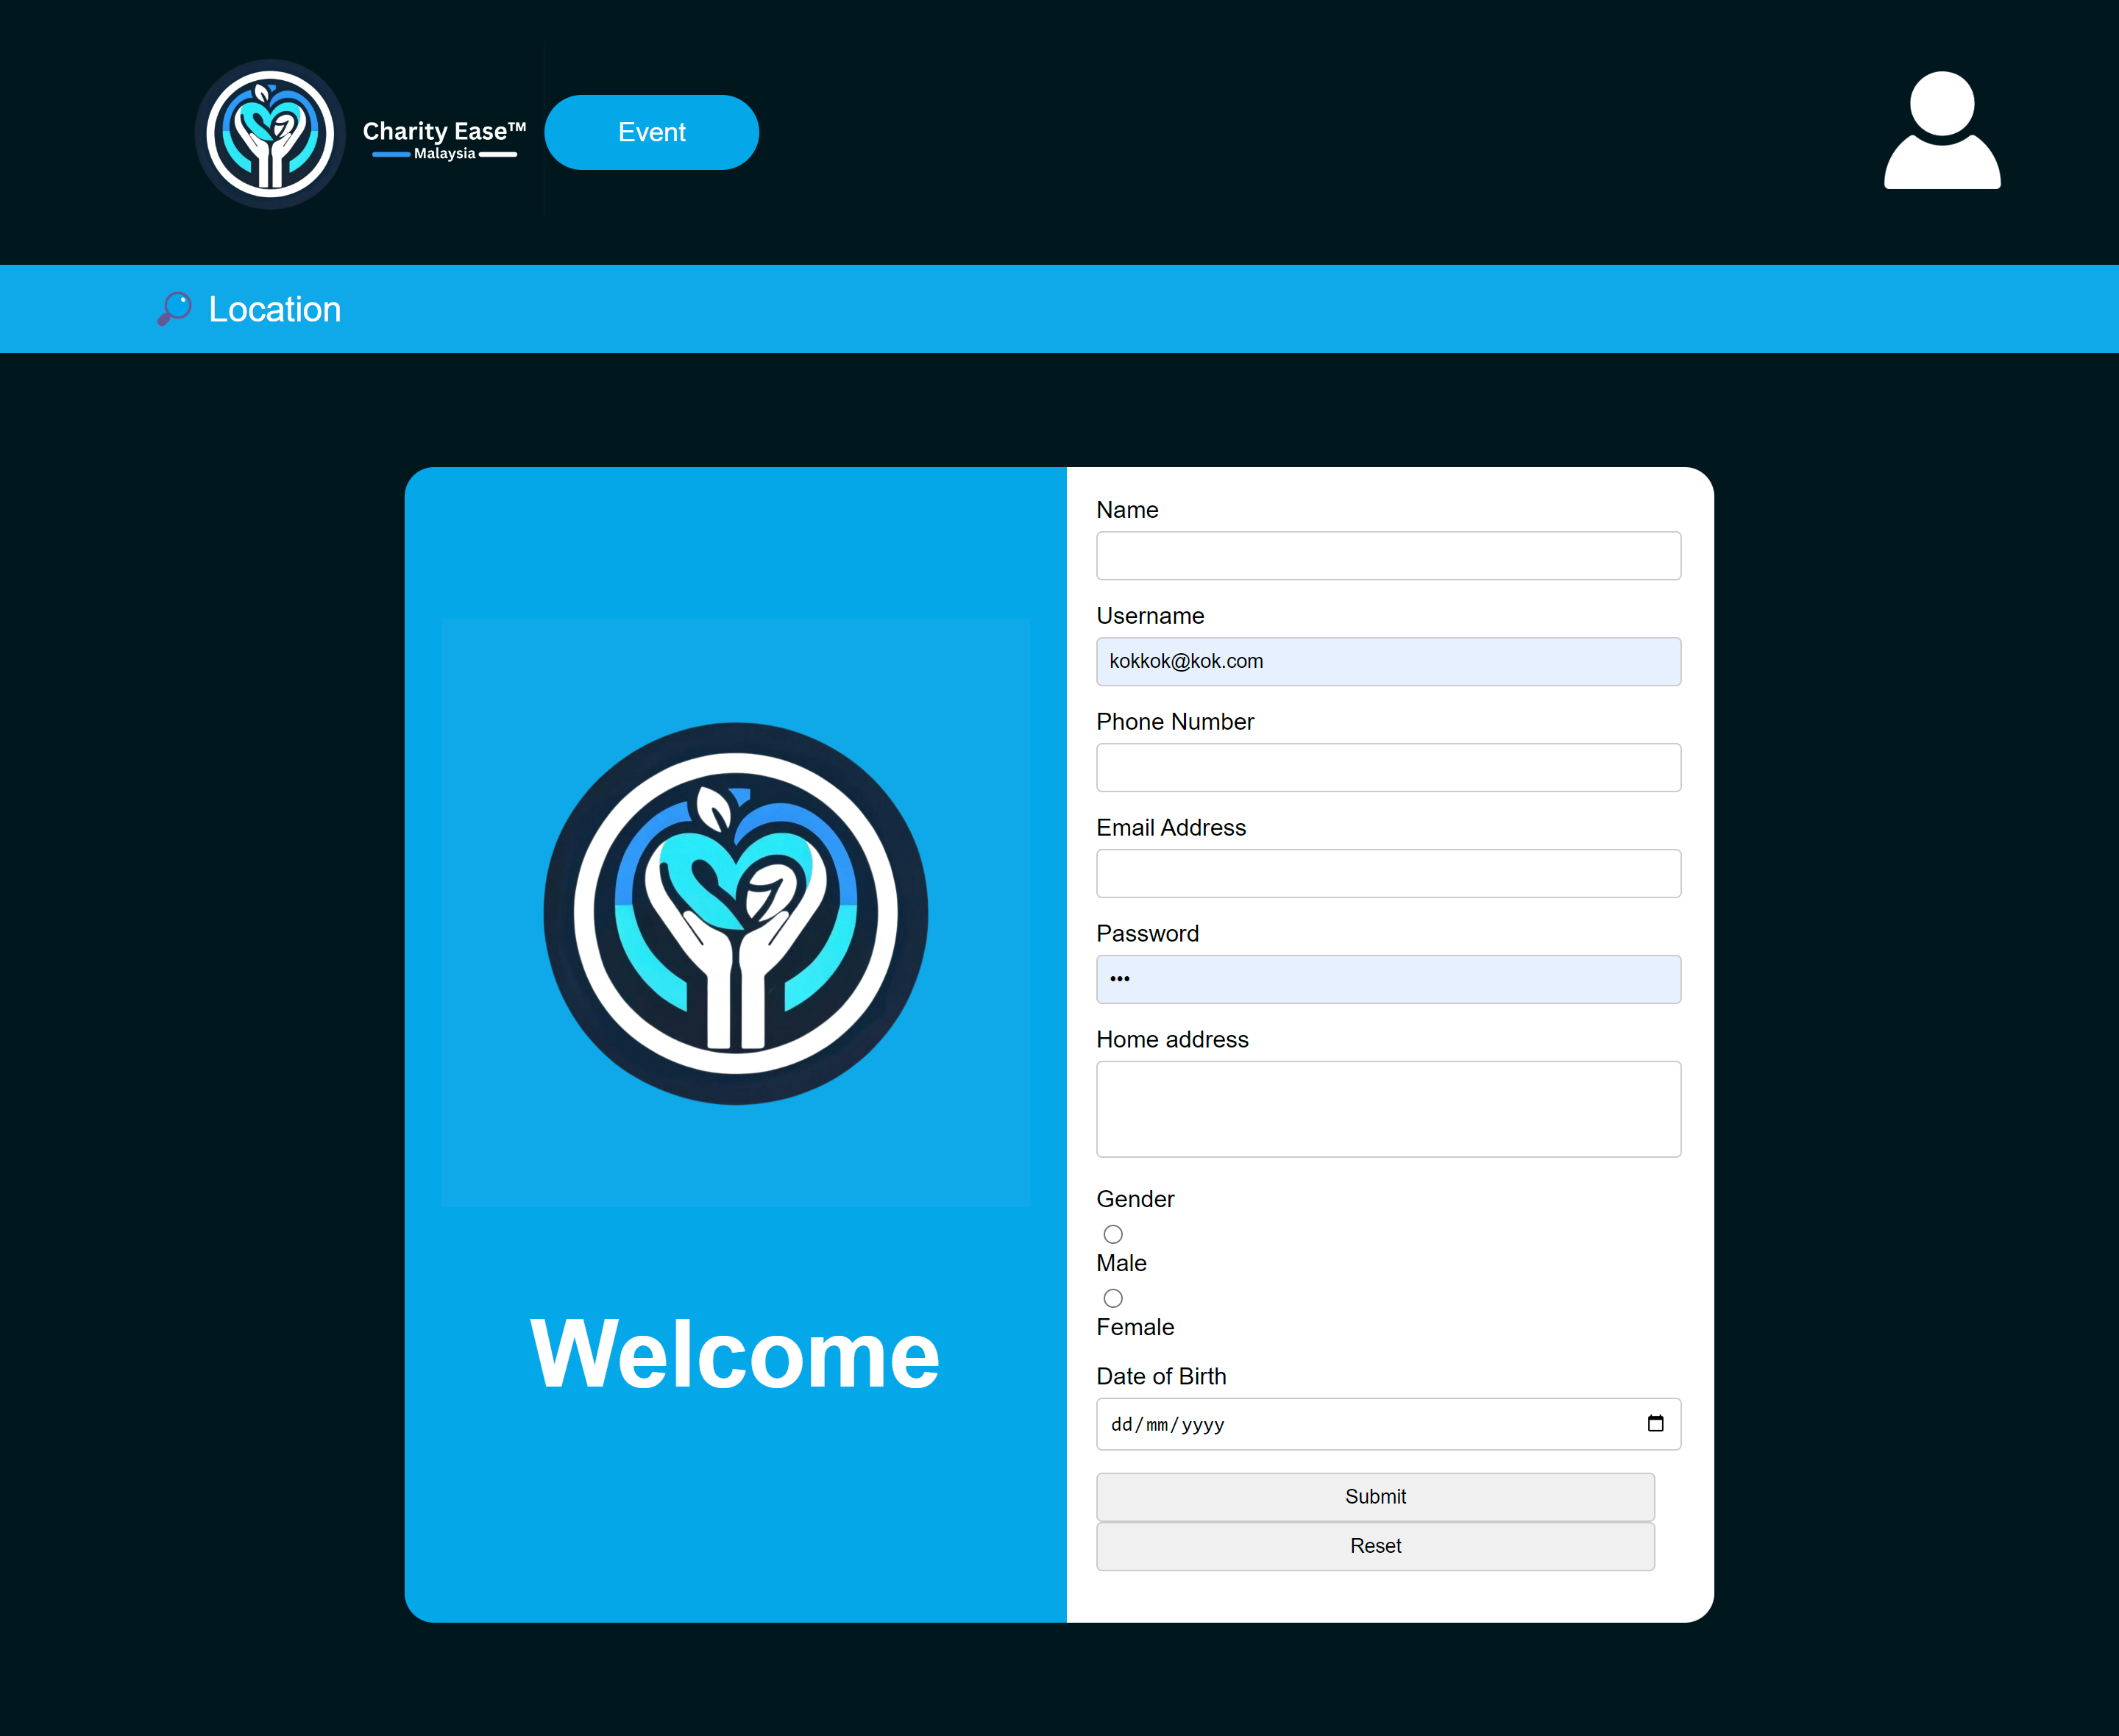 Charity Ease™
Malaysia
Event
Location
Welcome
Name
Username
kokkok@kok.com
Phone Number
Email Address
Password
•••
Home address
Gender
Male
Female
Date of Birth
dd/mm/yyyy
Submit
Reset